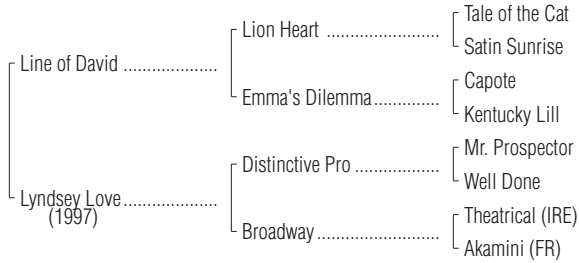 Tale of the Cat
Lion Heart ....................
Satin Sunrise
Line of David ...................
Capote
Emma's Dilemma..............
Kentucky Lill
Mr. Prospector
Distinctive Pro ..................
Well Done
Lyndsey Love...................
(1997)
Theatrical (IRE)
Broadway .........................
Akamini (FR)